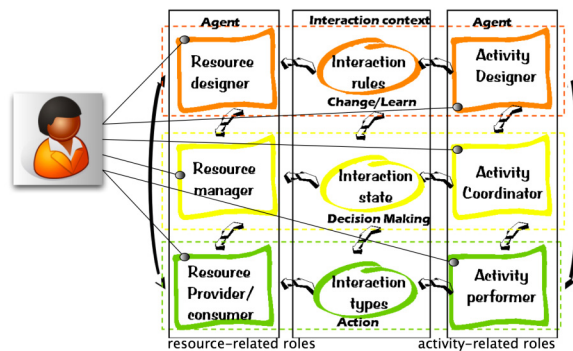 Agent
Interaction context
Agent
Resource
designer
Interaction
rules
Activity
Designer
Change/Learn
Resource
manager
Interaction
state
Activity
Coordinator
Decision Making
Resource
Provider/
consumer
Interaction
types
Activity
performer
Action
resource-related roles
activity-related roles